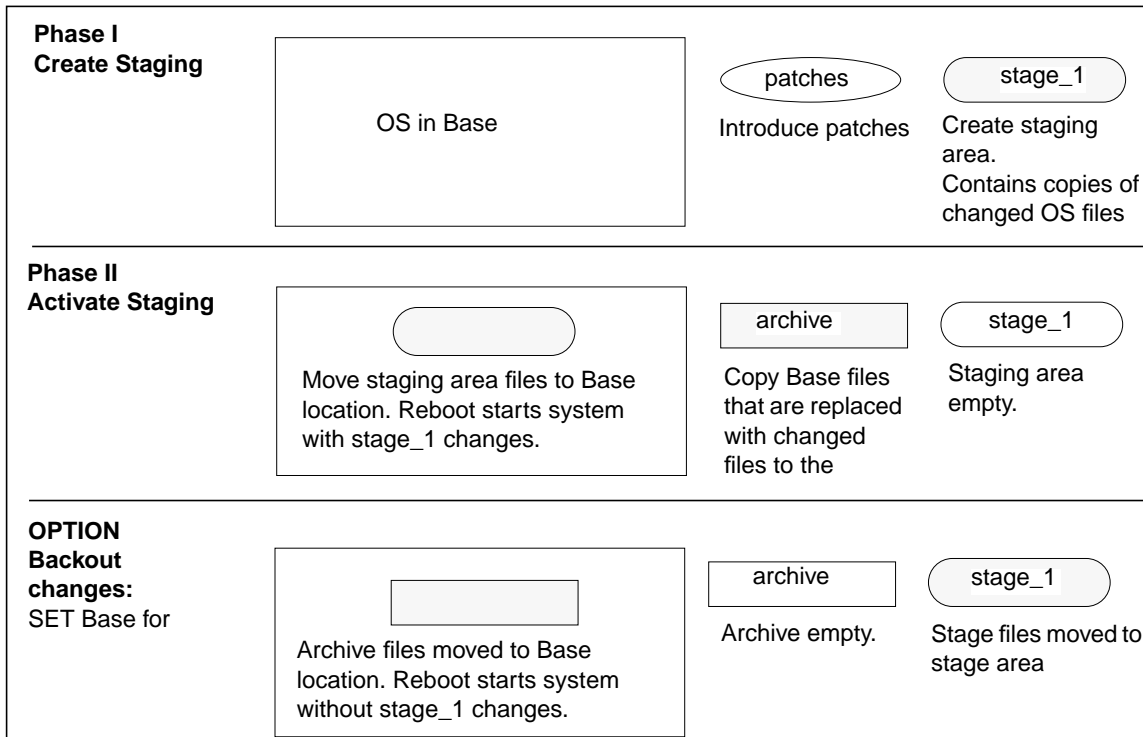 Phase I
Create Staging
OS in Base
patches
Introduce patches
stage_1
Create staging
area.
Contains copies of
changed OS files
Phase II
Activate Staging
Move staging area files to Base
location. Reboot starts system
with stage_1 changes.
archive
Copy Base files
that are replaced
with changed
files to the
stage_1
Staging area
empty.
OPTION
Backout
changes:
SET Base for
Archive files moved to Base
location. Reboot starts system
without stage_1 changes.
archive
Archive empty.
stage_1
Stage files moved to
stage area